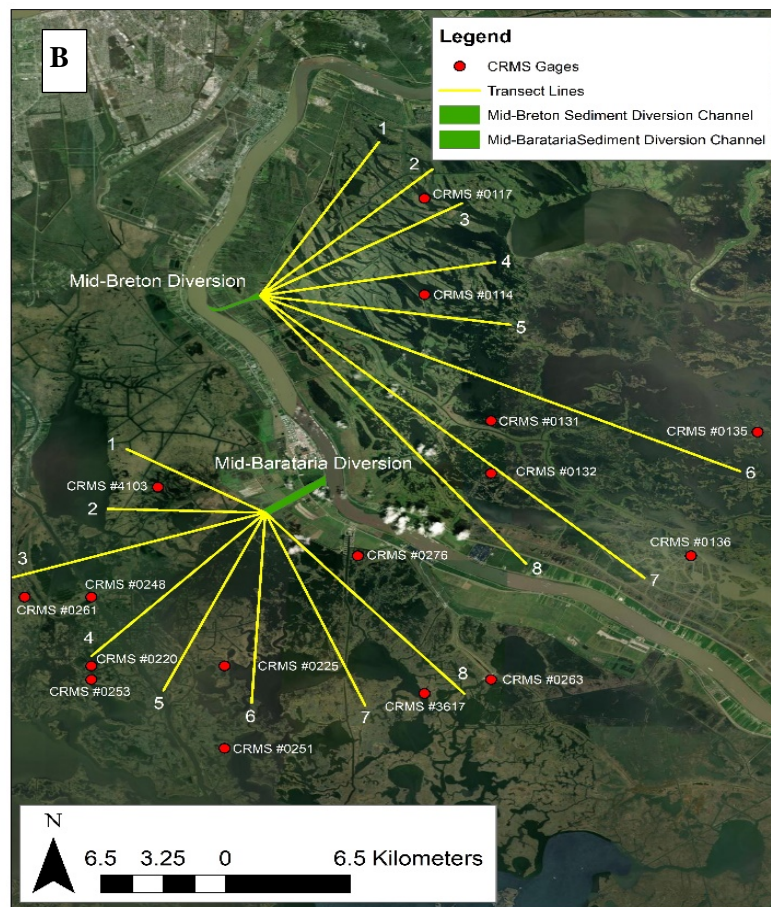 B
Legend
CRMS Gages
Transect Lines
Mid-Breton Sediment Diversion Channel
Mid-BaratariaSediment Diversion Channel
1
2
CRMS #0117
3
4
Mid-Breton Diversion
CRMS #0114
5
CRMS #0131
CRMS #0135
1
Mid-Barataria Diversion
6
CRMS #0132
CRMS #4103
2
3
CRMS #0276
CRMS #0136
8
7
CRMS #0248
CRMS #0261
4
CRMS #0220
CRMS #0225
8
CRMS #0263
CRMS #0253
CRMS #3617
5
6
7
CRMS #0251
N
6.5 3.25 0 6.5 Kilometers